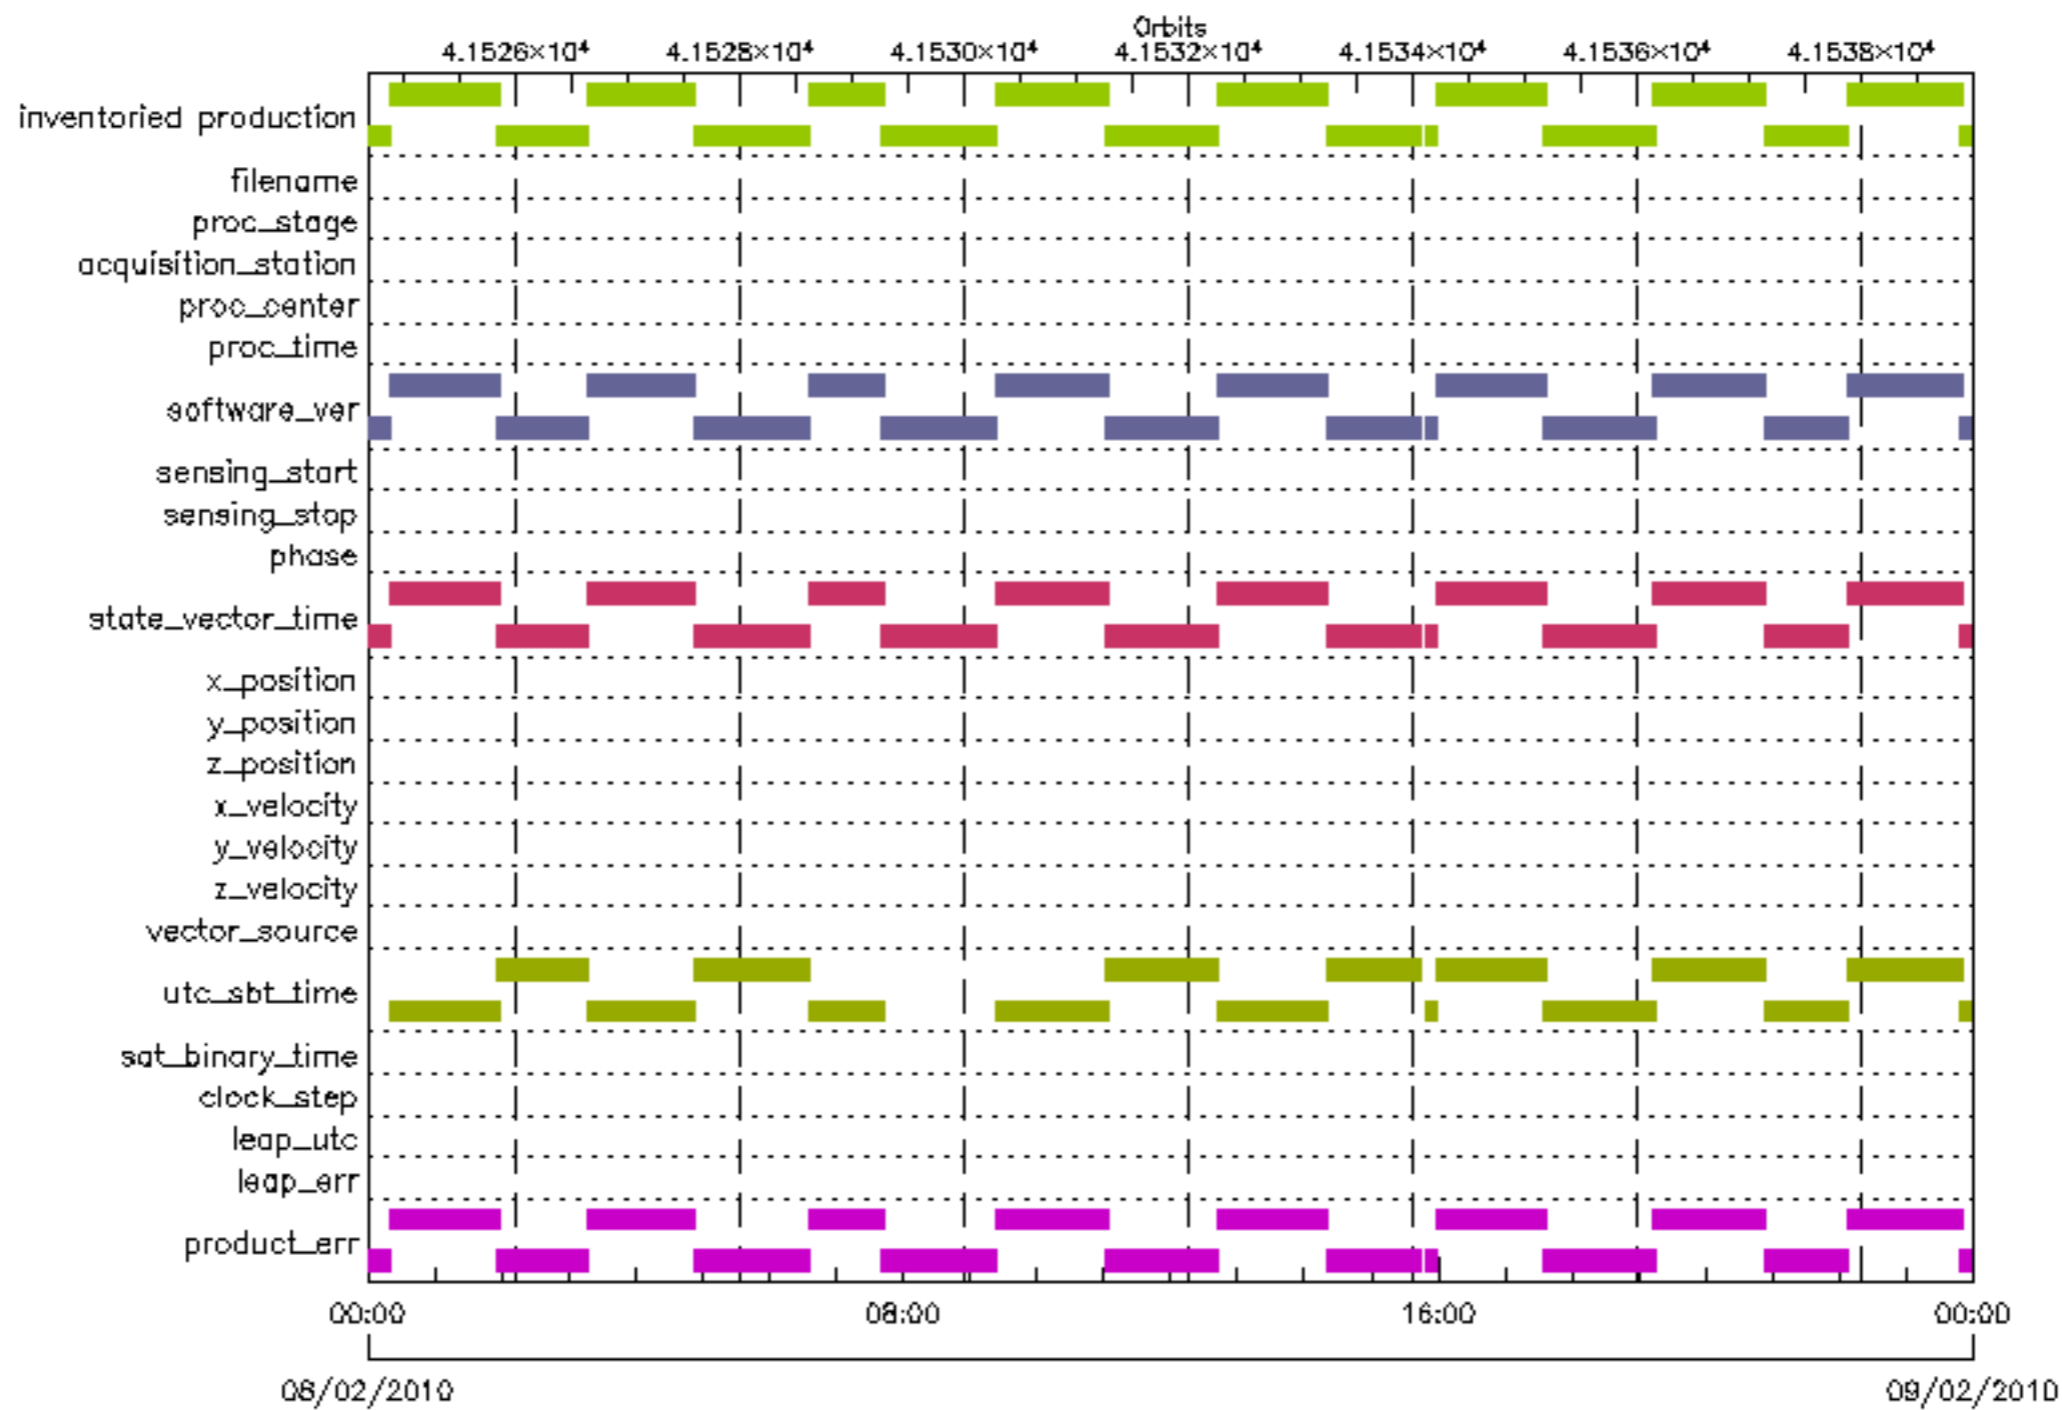 Orbits
4.1526×10⁴ 4.1528×10⁴ 4.1530×10⁴ 4.1532×10⁴ 4.1534×10⁴ 4.1536×10⁴ 4.1538×10⁴
inventoried production
filename
proc_stage
acquisition_station
proc_center
proc_time
software_ver
sensing_start
sensing_stop
phase
state_vector_time
x_position
y_position
z_position
x_velocity
y_velocity
z_velocity
vector_source
utc_sbt_time
sat_binary_time
clock_step
leap_utc
leap_err
product_err
00:00 08:00 16:00 00:00
08/02/2010 09/02/2010